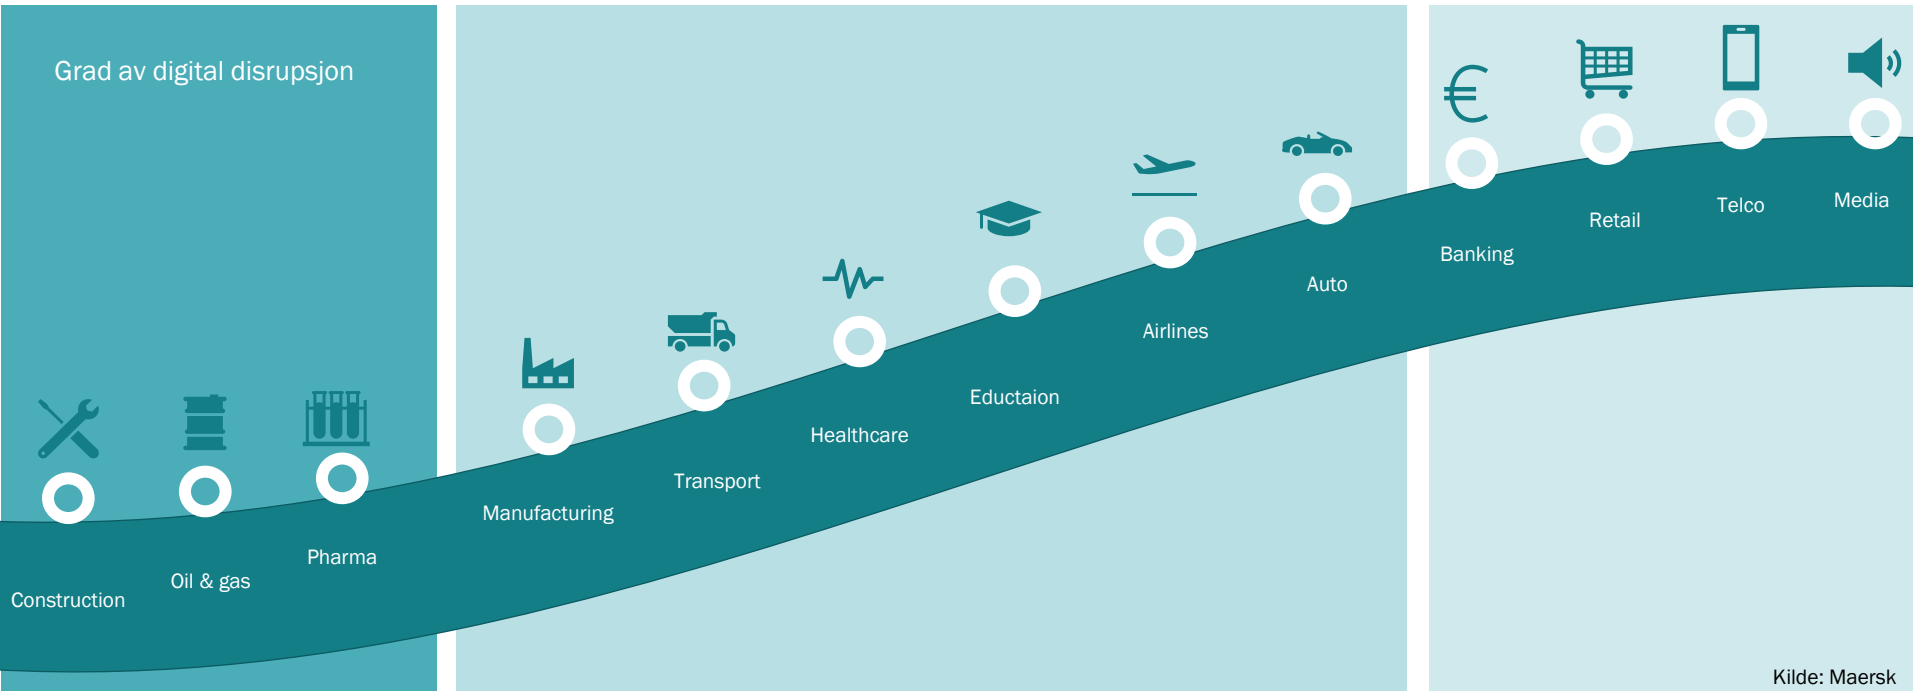 Grad av digital disrupsjon
Construction
Oil & gas
Pharma
Manufacturing
Transport
Healthcare
Eductaion
Airlines
Auto
Banking
Retail
Telco
Media
Kilde: Maersk